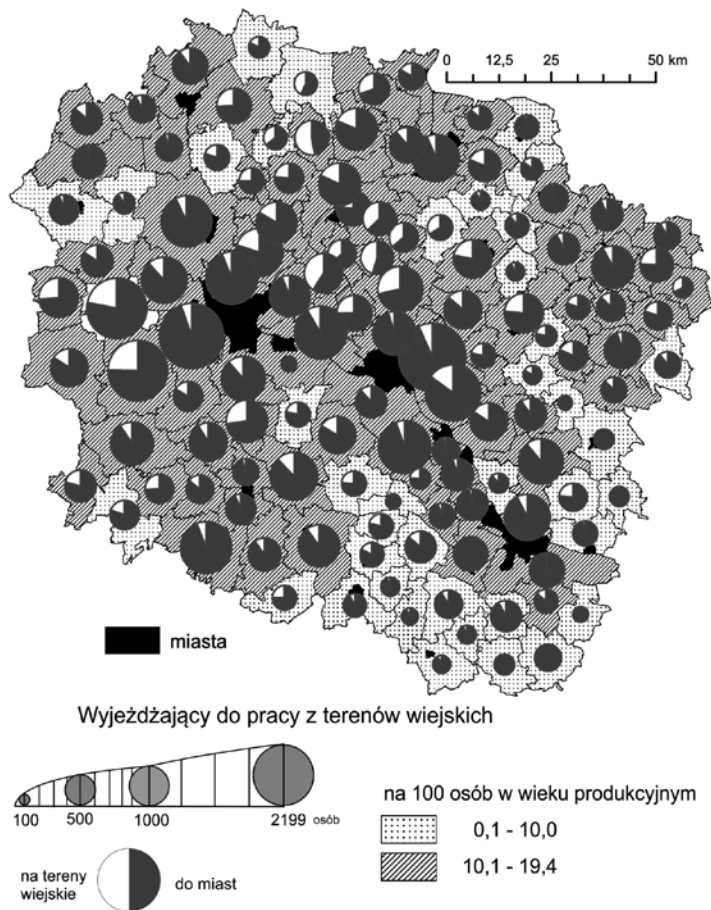 0 12,5 25 50 km
miasta
Wyjeżdżający do pracy z terenów wiejskich
100 500 1000 2199 osób
na tereny wiejskie
do miast
na 100 osób w wieku produkcyjnym
0,1 - 10,0
10,1 - 19,4